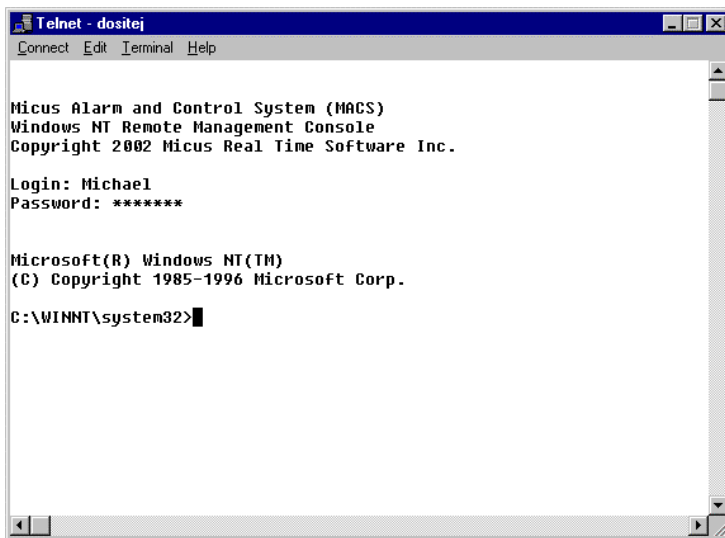 Telnet - dositej
Connect Edit Terminal Help
Micus Alarm and Control System (MACS)
Windows NT Remote Management Console
Copyright 2002 Micus Real Time Software Inc.
Login: Michael
Password: *******
Microsoft(R) Windows NT(TM)
(C) Copyright 1985-1996 Microsoft Corp.
C:\WINNT\system32>